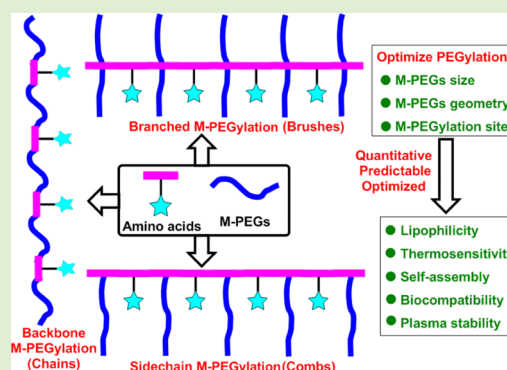 Branched M-PEGylation (Brushes)
Amino acids
M-PEGs
Backbone
M-PEGylation
(Chains)
Sidechain M-PEGylation(Combs)
Optimize PEGylation
M-PEGs size
M-PEGs geometry
M-PEGylation site
Quantitative
Predictable
Optimized
Lipophilicity
Thermosensitivit
Self-assembly
Biocompatibility
Plasma stability